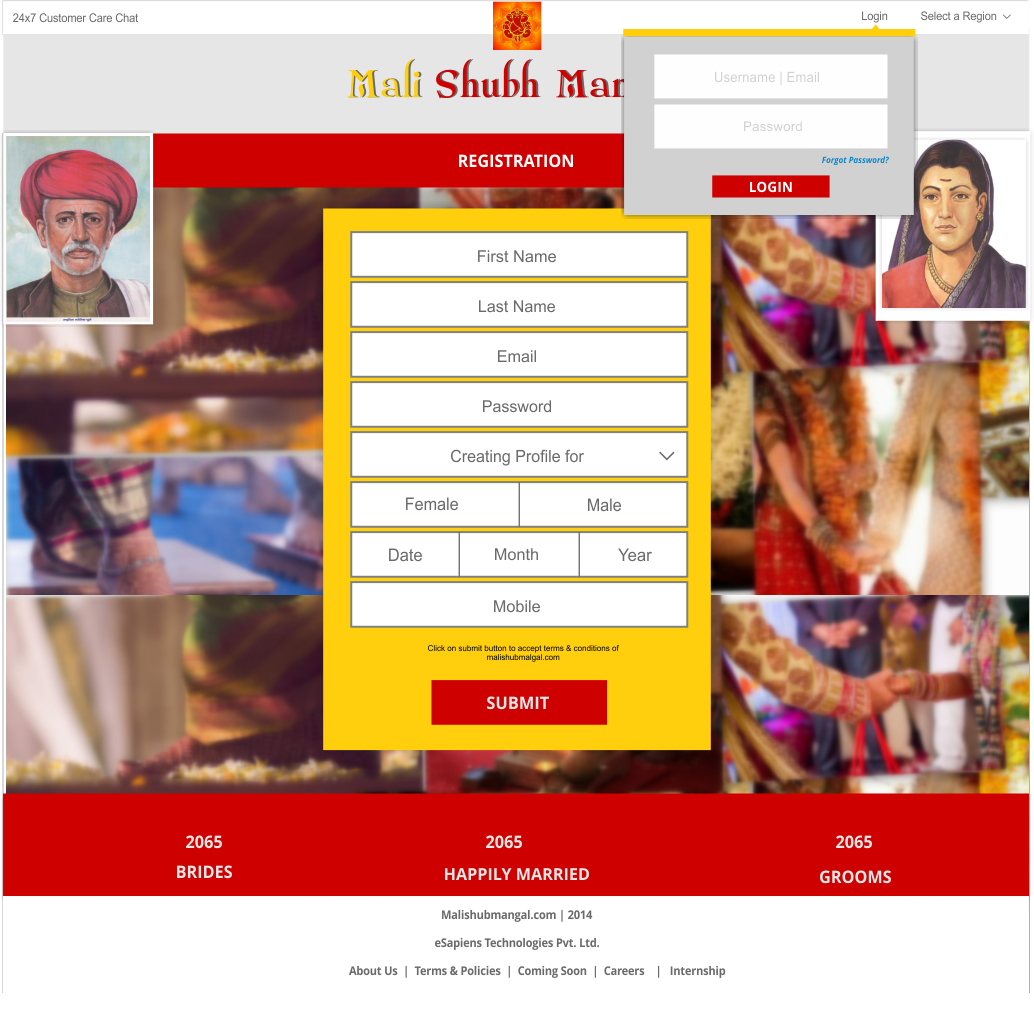 24x7 Customer Care Chat
Login
Select a Region
Mali Shubh Man
Username | Email
Password
Forgot Password?
LOGIN
REGISTRATION
First Name
Last Name
Email
Password
Creating Profile for
Female Male
Date Month Year
Mobile
Click on submit button to accept terms & conditions of
malishubmalgal.com
SUBMIT
2065 2065 2065
BRIDES HAPPILY MARRIED GROOMS
Malishubmangal.com | 2014
eSapiens Technologies Pvt. Ltd.
About Us | Terms & Policies | Coming Soon | Careers | Internship